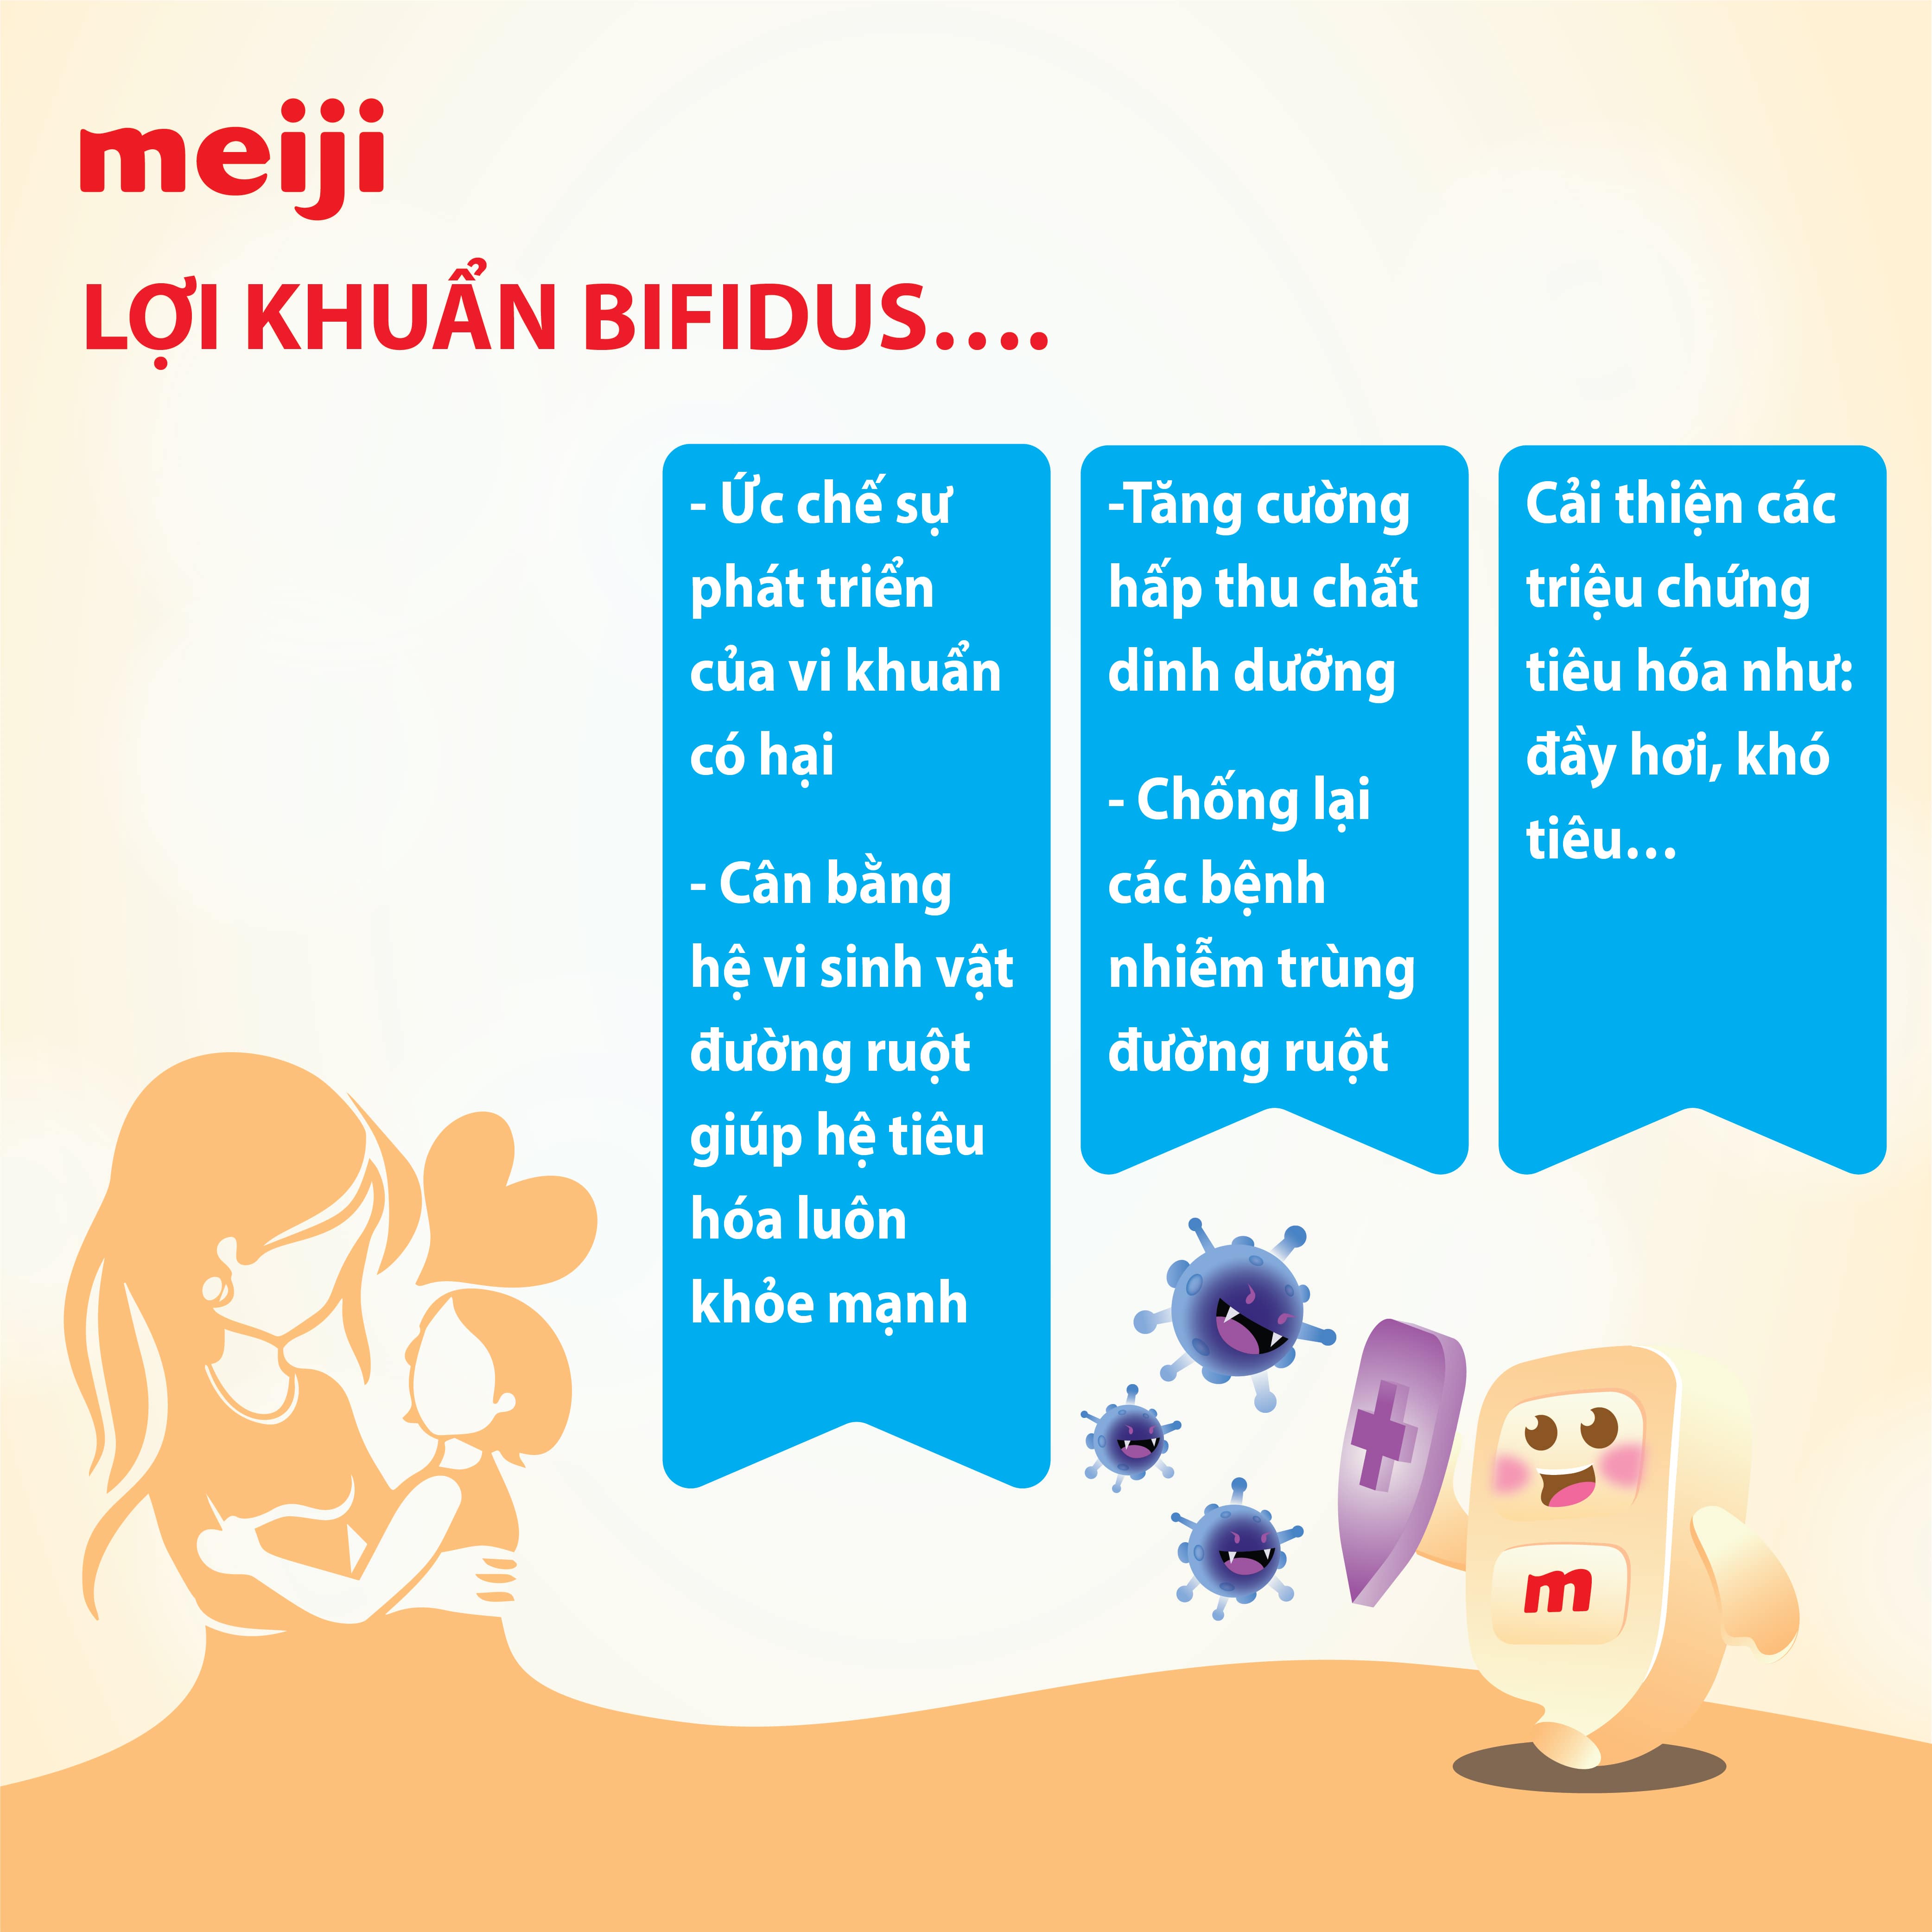 meiji
LỢI KHUẨN BIFIDUS....
- Ức chế sự
phát triển
của vi khuẩn
có hại
- Cân bằng
hệ vi sinh vật
đường ruột
giúp hệ tiêu
hóa luôn
khỏe mạnh
-Tăng cường
hấp thu chất
dinh dưỡng
- Chống lại
các bệnh
nhiễm trùng
đường ruột
Cải thiện các
triệu chứng
tiêu hóa như:
đầy hơi, khó
tiêu...
m